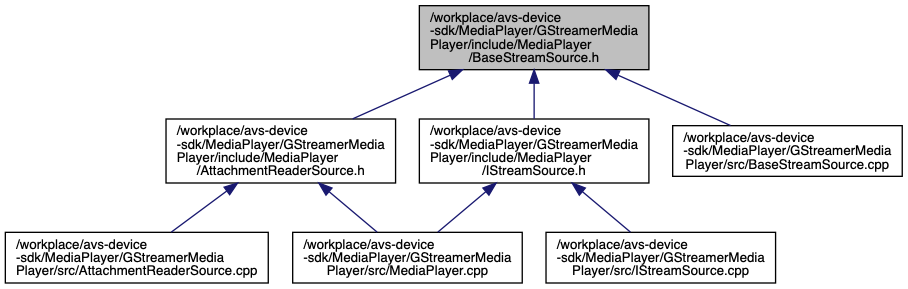 /workplace/avs-device
-sdk/MediaPlayer/GStreamerMedia
Player/include/MediaPlayer
/BaseStreamSource.h
/workplace/avs-device
-sdk/MediaPlayer/GStreamerMedia
Player/include/MediaPlayer
/AttachmentReaderSource.h
/workplace/avs-device
-sdk/MediaPlayer/GStreamerMedia
Player/include/MediaPlayer
/IStreamSource.h
/workplace/avs-device
-sdk/MediaPlayer/GStreamerMedia
Player/src/BaseStreamSource.cpp
/workplace/avs-device
-sdk/MediaPlayer/GStreamerMedia
Player/src/AttachmentReaderSource.cpp
/workplace/avs-device
-sdk/MediaPlayer/GStreamerMedia
Player/src/MediaPlayer.cpp
/workplace/avs-device
-sdk/MediaPlayer/GStreamerMedia
Player/src/IStreamSource.cpp